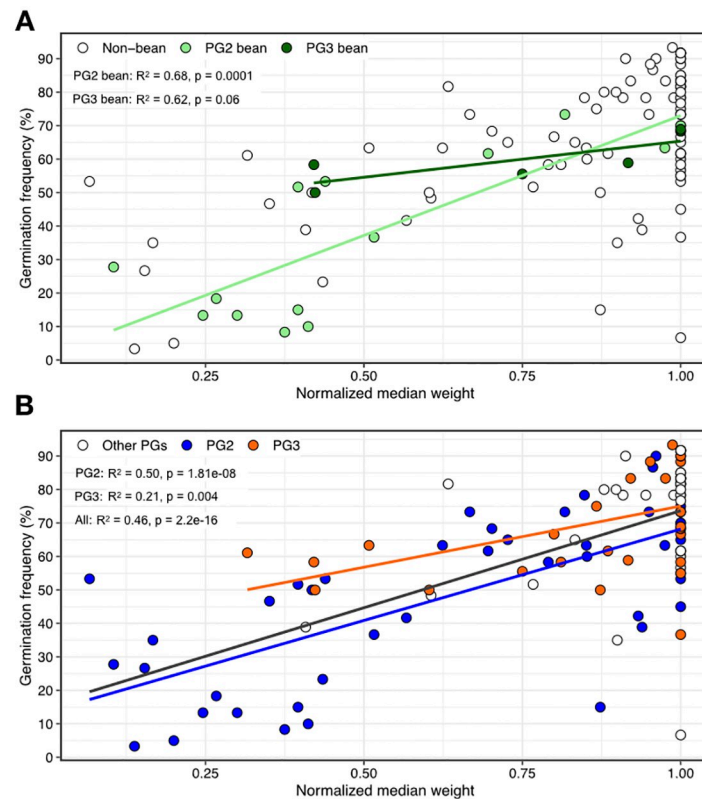 A
Non-bean PG2 bean PG3 bean
PG2 bean: R² = 0.68, p = 0.0001
PG3 bean: R² = 0.62, p = 0.06
Germination frequency (%)
90
80
70
60
50
40
30
20
10
0
0.25 0.50 0.75 1.00
Normalized median weight
B
Other PGs PG2 PG3
PG2: R² = 0.50, p = 1.81e-08
PG3: R² = 0.21, p = 0.004
All: R² = 0.46, p = 2.2e-16
Germination frequency (%)
90
80
70
60
50
40
30
20
10
0
0.25 0.50 0.75 1.00
Normalized median weight